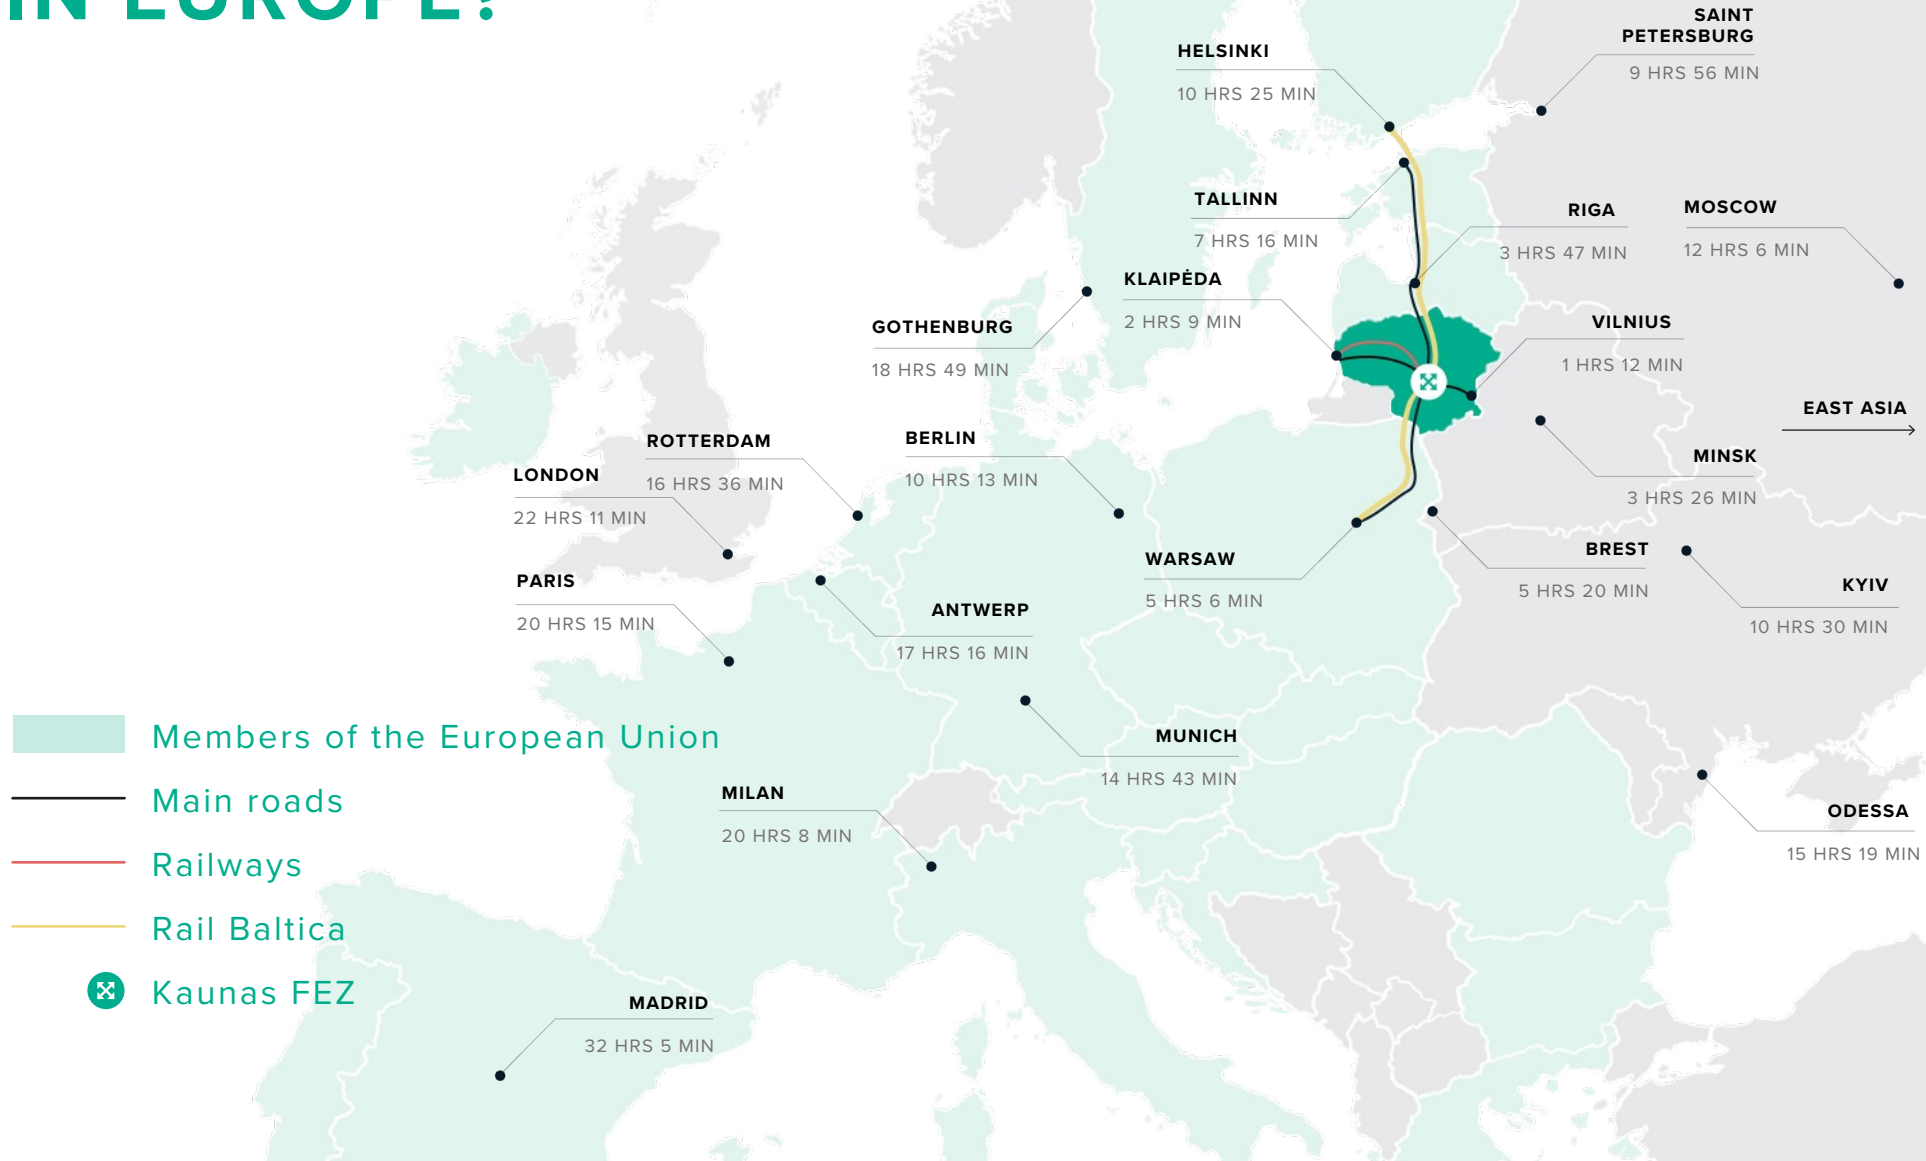 IN EUROPE?
SAINT
PETERSBURG
9 HRS 56 MIN
HELSINKI
10 HRS 25 MIN
TALLINN
7 HRS 16 MIN
RIGA
3 HRS 47 MIN
MOSCOW
12 HRS 6 MIN
KLAIPĖDA
2 HRS 9 MIN
GOTHENBURG
18 HRS 49 MIN
VILNIUS
1 HRS 12 MIN
EAST ASIA
ROTTERDAM
16 HRS 36 MIN
BERLIN
10 HRS 13 MIN
LONDON
22 HRS 11 MIN
MINSK
3 HRS 26 MIN
WARSAW
5 HRS 6 MIN
BREST
5 HRS 20 MIN
PARIS
20 HRS 15 MIN
ANTWERP
17 HRS 16 MIN
KYIV
10 HRS 30 MIN
MUNICH
14 HRS 43 MIN
MILAN
20 HRS 8 MIN
ODESSA
15 HRS 19 MIN
MADRID
32 HRS 5 MIN
Members of the European Union
Main roads
Railways
Rail Baltica
Kaunas FEZ